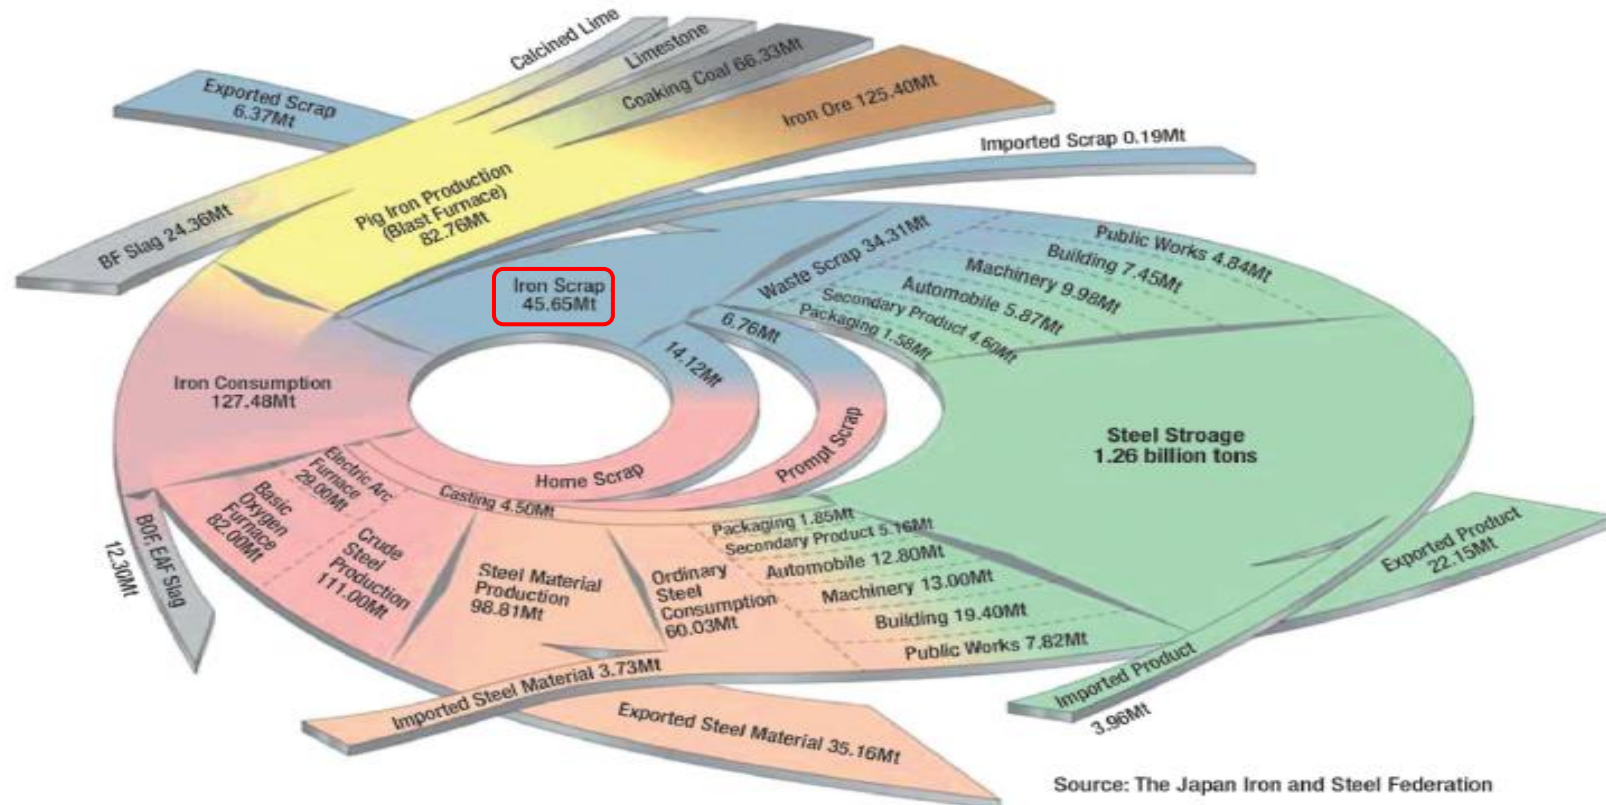 Calcined Lime
Limestone
Coaking Coal 66.33Mt
Iron Ore 125.40Mt
Exported Scrap
6.37Mt
Imported Scrap 0.19Mt
BF Slag 24.36Mt
Pig Iron Production
(Blast Furnace)
82.76Mt
Iron Scrap
45.65Mt
Waste Scrap 34.31Mt
Public Works 4.84Mt
Building 7.45Mt
Machinery 9.98Mt
Automobile 5.87Mt
Secondary Product 4.60Mt
Packaging 1.58Mt
6.76Mt
14.12Mt
Iron Consumption
127.48Mt
Steel Stroage
1.26 billion tons
Home Scrap
Prompt Scrap
Electric Arc
Furnace
29.00Mt
Basic
Oxygen
Furnace
82.00Mt
Casting 4.50Mt
Crude
Steel
Production
111.00Mt
BOF, EAF Slag
12.30Mt
Steel Material
Production
98.81Mt
Ordinary
Steel
Consumption
60.03Mt
Packaging 1.85Mt
Secondary Product 5.16Mt
Automobile 12.80Mt
Machinery 13.00Mt
Building 19.40Mt
Public Works 7.82Mt
Exported Product
22.15Mt
Imported Product
3.96Mt
Imported Steel Material 3.73Mt
Exported Steel Material 35.16Mt
Source: The Japan Iron and Steel Federation